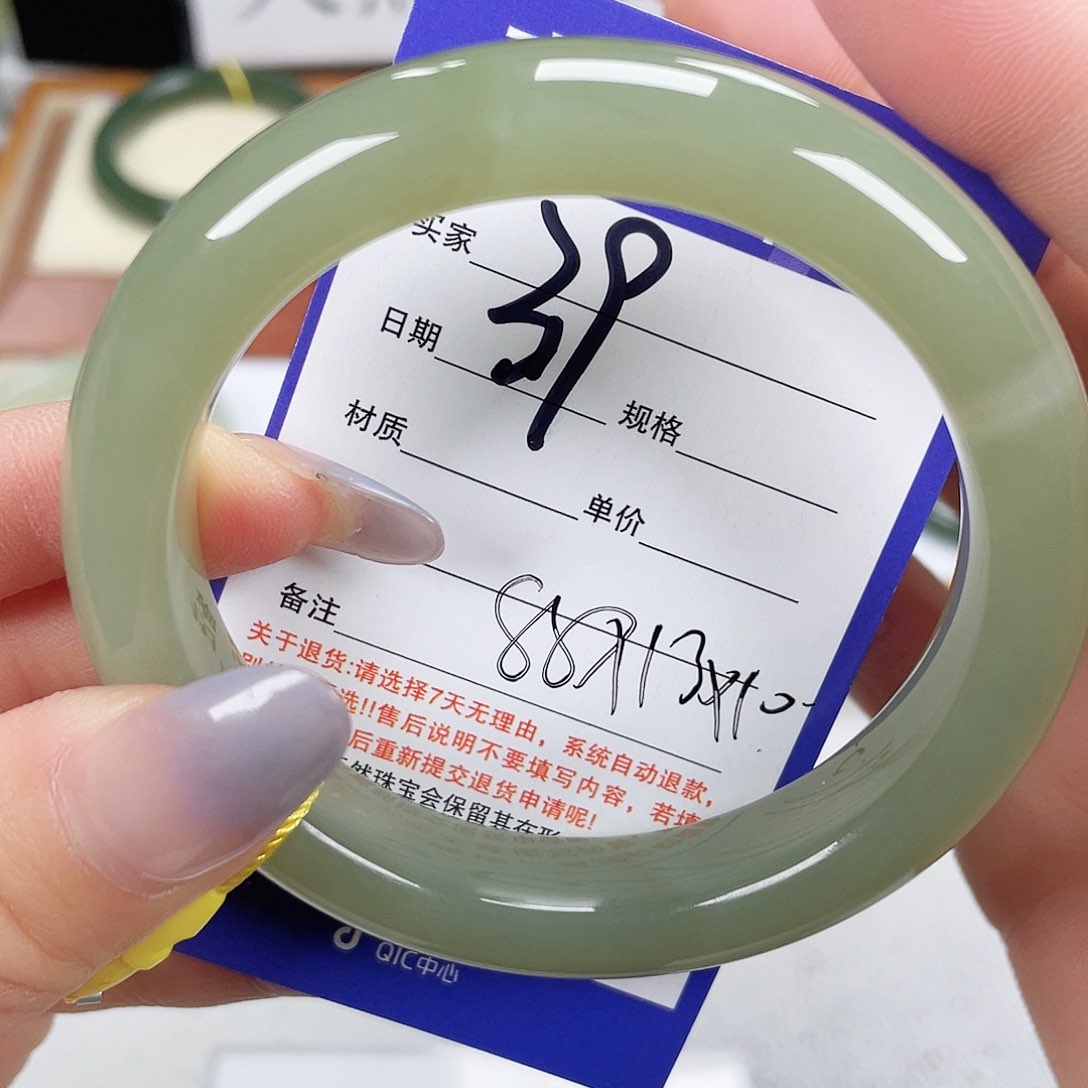 买家
日期
规格
材质
单价
备注
88x13x10
关于退货:请选择7天无理由，系统自动退款，
选!!售后说明不要填写内容，若填
后重新提交退货申请呢!
然珠宝会保留其在形
QIC中心